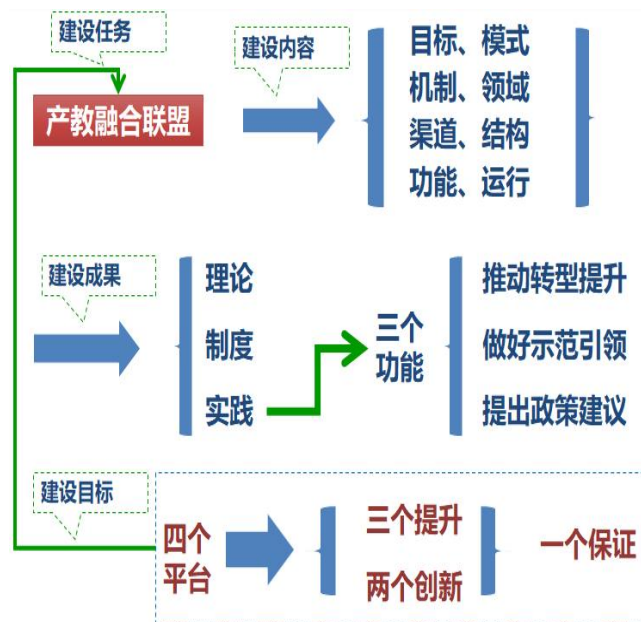 建设任务
建设内容
产教融合联盟
目标、模式
机制、领域
渠道、结构
功能、运行
建设成果
理论
制度
实践
三个
功能
推动转型提升
做好示范引领
提出政策建议
建设目标
四个
平台
三个提升
两个创新
一个保证